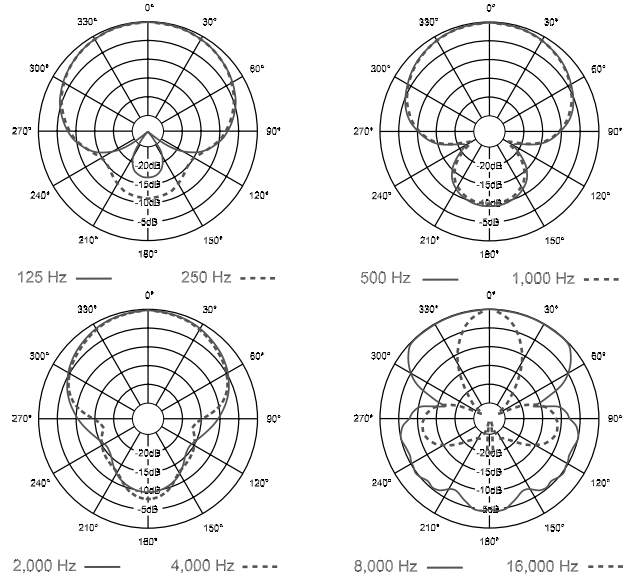 0°
0°
330°
30°
330°
30°
300°
60°
300°
60°
270°
90°
270°
90°
-20dB
-20dB
-15dB
-15dB
240°
120°
240°
120°
-10dB
-10dB
-5dB
-5dB
210°
150°
210°
150°
180°
180°
125 Hz
250 Hz
500 Hz
1,000 Hz
0°
0°
330°
30°
330°
30°
300°
60°
300°
60°
270°
90°
270°
90°
-20dB
-20dB
-15dB
-15dB
240°
120°
240°
120°
-10dB
-10dB
-5dB
-5dB
210°
150°
210°
150°
180°
180°
2,000 Hz
4,000 Hz
8,000 Hz
16,000 Hz